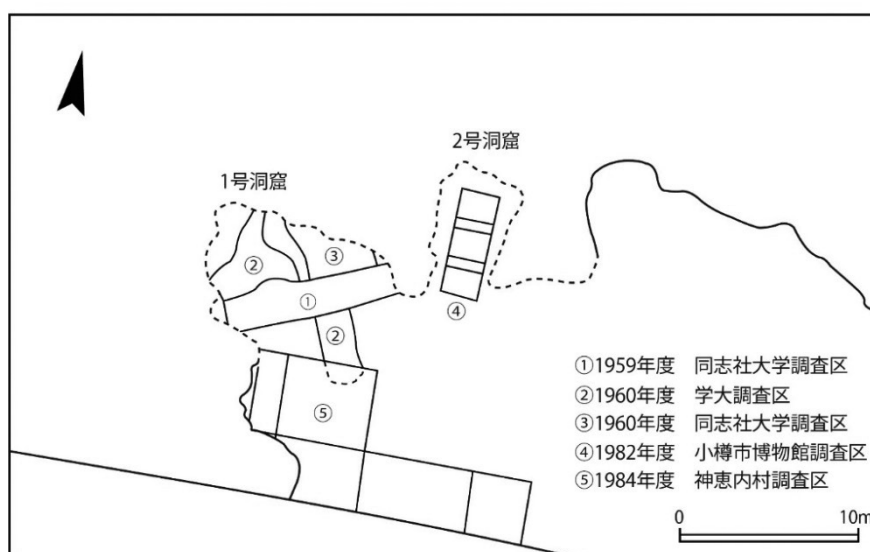 2号洞窟
1号洞窟
③
②
①
④
②
⑤
①1959年度 同志社大学調査区
②1960年度 学大調査区
③1960年度 同志社大学調査区
④1982年度 小樽市博物館調査区
⑤1984年度 神恵内村調査区
0 10m